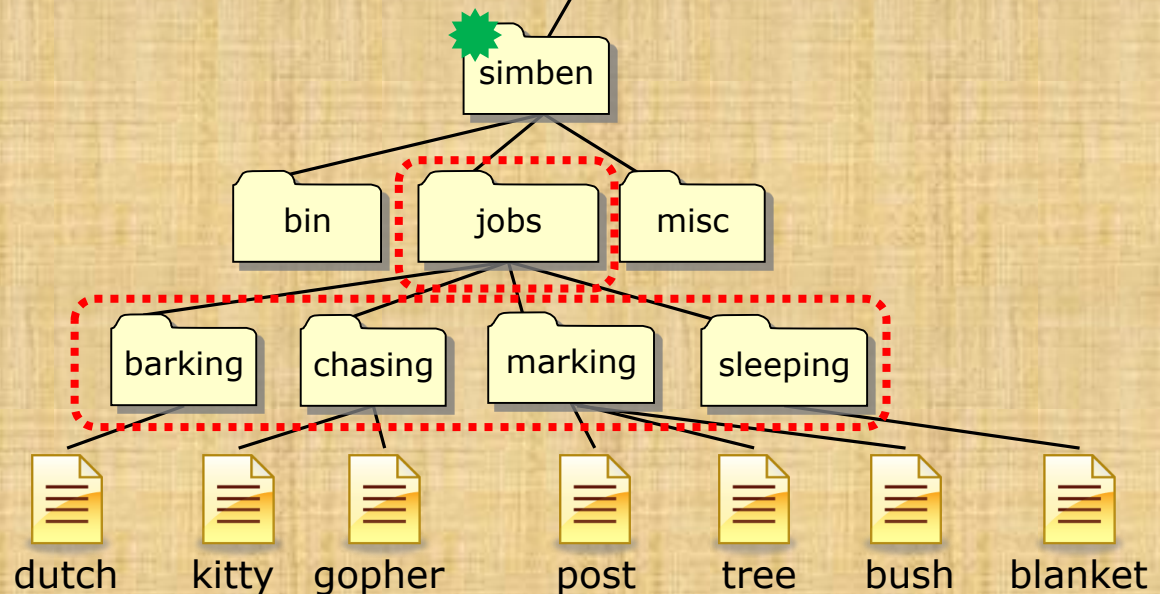 simben
bin jobs misc
barking chasing marking sleeping
dutch kitty gopher post tree bush blanket